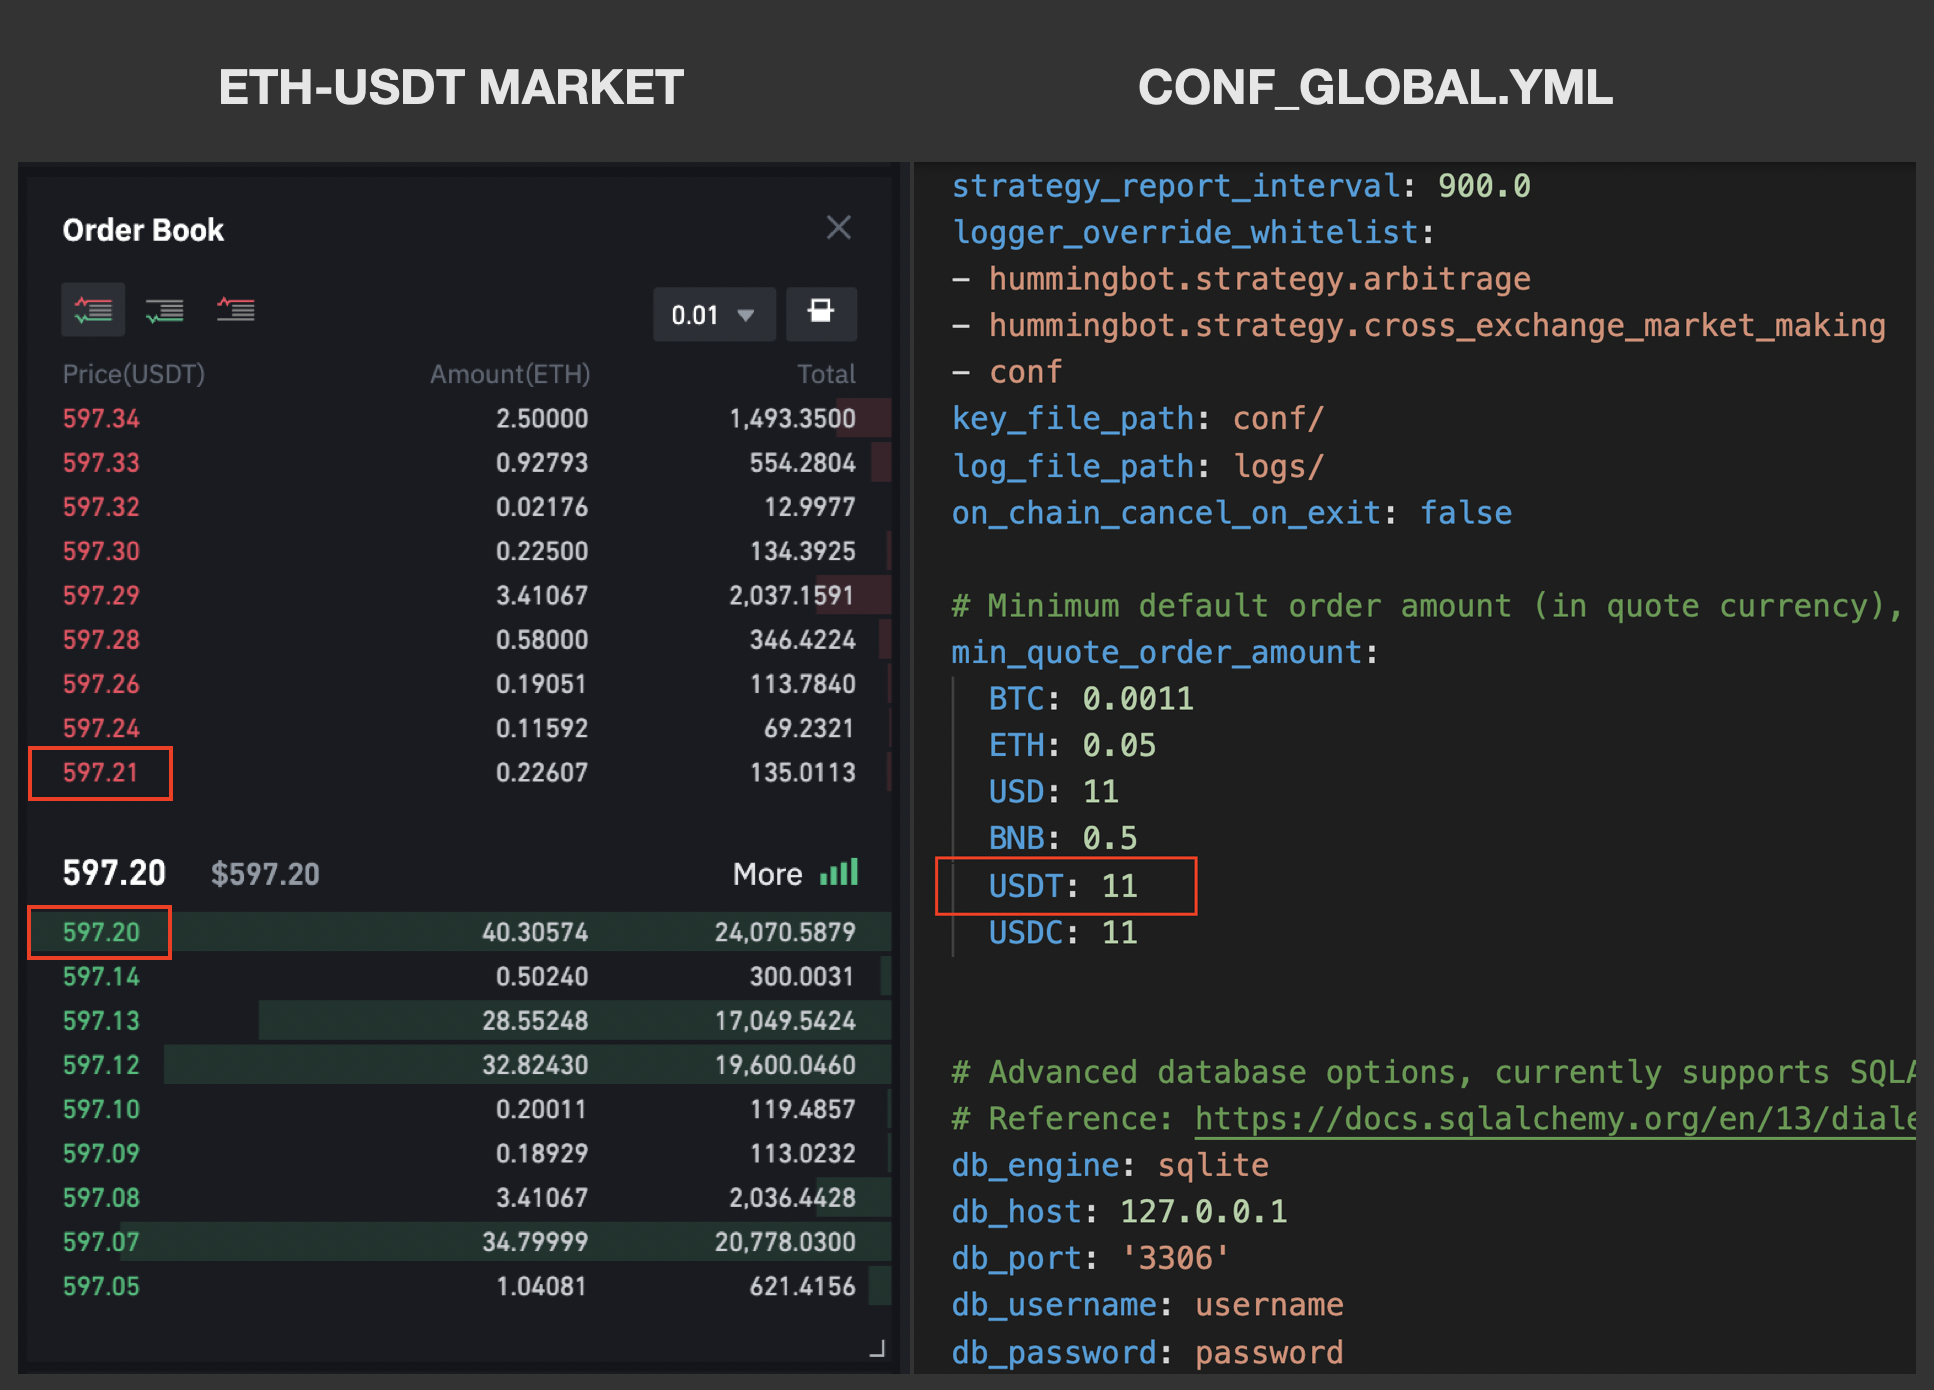 ETH-USDT MARKET
Order Book
0.01
Price(USDT) Amount(ETH) Total
597.34 2.50000 1,493.3500
597.33 0.92793 554.2804
597.32 0.02176 12.9977
597.30 0.22500 134.3925
597.29 3.41067 2,037.1591
597.28 0.58000 346.4224
597.26 0.19051 113.7840
597.24 0.11592 69.2321
597.21 0.22607 135.0113
597.20 $597.20 More
597.20 40.30574 24,070.5879
597.14 0.50240 300.0031
597.13 28.55248 17,049.5424
597.12 32.82430 19,600.0460
597.10 0.20011 119.4857
597.09 0.18929 113.0232
597.08 3.41067 2,036.4428
597.07 34.79999 20,778.0300
597.05 1.04081 621.4156
CONF_GLOBAL.YML
strategy_report_interval: 900.0
logger_override_whitelist:
- hummingbot.strategy.arbitrage
- hummingbot.strategy.cross_exchange_market_making
- conf
key_file_path: conf/
log_file_path: logs/
on_chain_cancel_on_exit: false
# Minimum default order amount (in quote currency),
min_quote_order_amount:
BTC: 0.0011
ETH: 0.05
USD: 11
BNB: 0.5
USDT: 11
USDC: 11
# Advanced database options, currently supports SQLA
# Reference: https://docs.sqlalchemy.org/en/13/diale
db_engine: sqlite
db_host: 127.0.0.1
db_port: '3306'
db_username: username
db_password: password